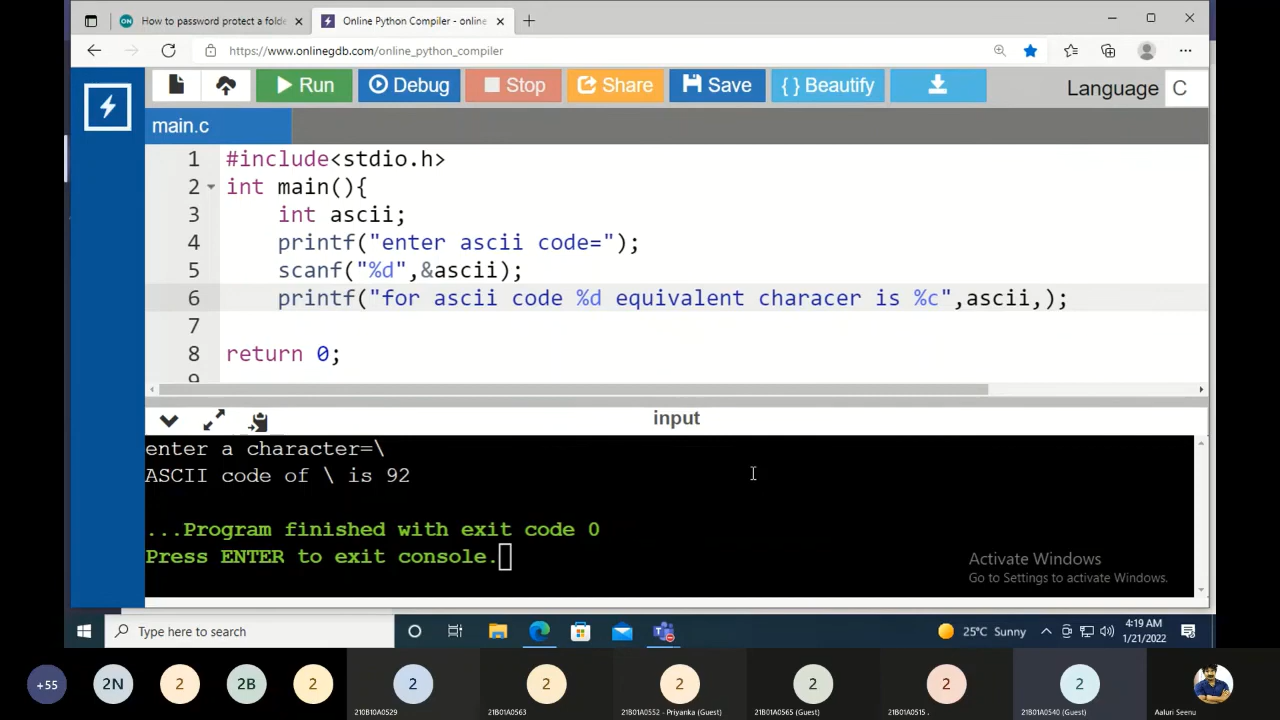 How to password protect a folde
Online Python Compiler - online
https://www.onlinegdb.com/online_python_compiler
Run Debug Stop Share Save { } Beautify Language C
main.c
1 #include<stdio.h>
2 int main(){
3 int ascii;
4 printf("enter ascii code=");
5 scanf("%d",&ascii);
6 printf("for ascii code %d equivalent characer is %c",ascii,);
7
8 return 0;
9
input
enter a character=\
ASCII code of \ is 92
...Program finished with exit code 0
Press ENTER to exit console.
Activate Windows
Go to Settings to activate Windows.
Type here to search
25°C Sunny
4:19 AM
1/21/2022
+55 2N 2 2B 2 2 2 2 2 2 2
210B10A0529 21B01A0563 21B01A0552 - Priyanka (Guest) 21B01A0565 (Guest) 21B01A0515 . 21B01A0540 (Guest) Aaluri Seenu